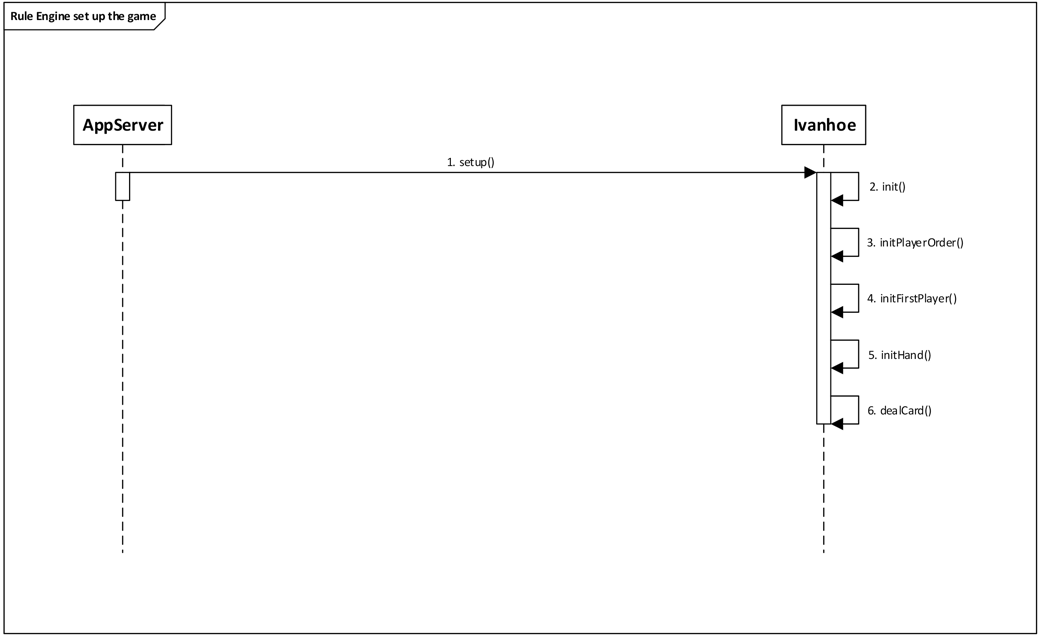 Rule Engine set up the game
AppServer
Ivanhoe
1. setup()
2. init()
3. initPlayerOrder()
4. initFirstPlayer()
5. initHand()
6. dealCard()